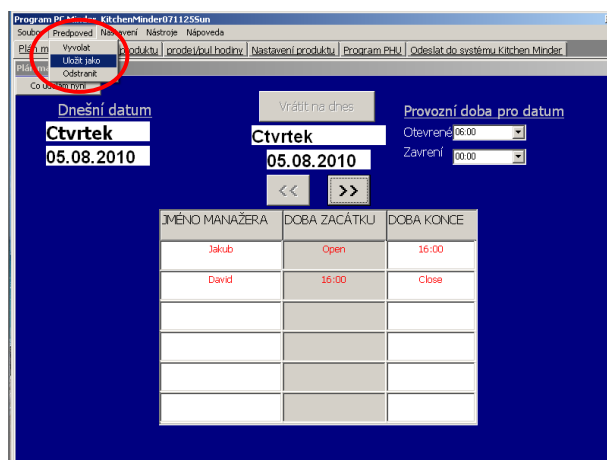 Program PC Minder KitchenMinder071125Sun
Soubor Predpoved Nastavení Nástroje Nápoveda
Vyvolat
Uložit jako
Odstranit
produktu prodej/pul hodiny Nastavení produktu Program PHU Odeslat do systému Kitchen Minder
Dnešní datum
Ctvrtek
05.08.2010
Vrátit na dnes
Ctvrtek
05.08.2010
<< >>
Provozní doba pro datum
Otevrené 06:00
Zavrení 00:00
JMÉNO MANAŽERA DOBA ZACÁTKU DOBA KONCE
Jakub Open 16:00
David 16:00 Close